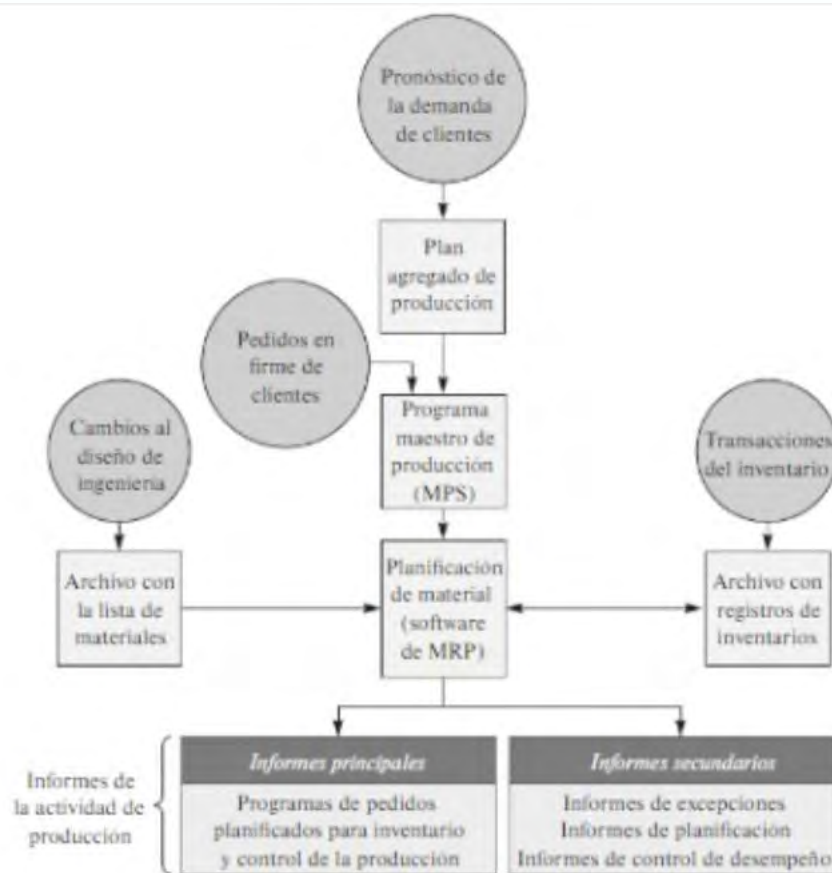 Pronóstico de
la demanda
de clientes
Plan
agregado de
producción
Pedidos en
firme de
clientes
Programa
maestro de
producción
(MPS)
Cambios al
diseño de
ingeniería
Transacciones
del inventario
Archivo con
la lista de
materiales
Planificación
de material
(software
de MRP)
Archivo con
registros de
inventarios
Informes de
la actividad de
producción
Informes principales
Programas de pedidos
planificados para inventario
y control de la producción
Informes secundarios
Informes de excepciones
Informes de planificación
Informes de control de desempeño